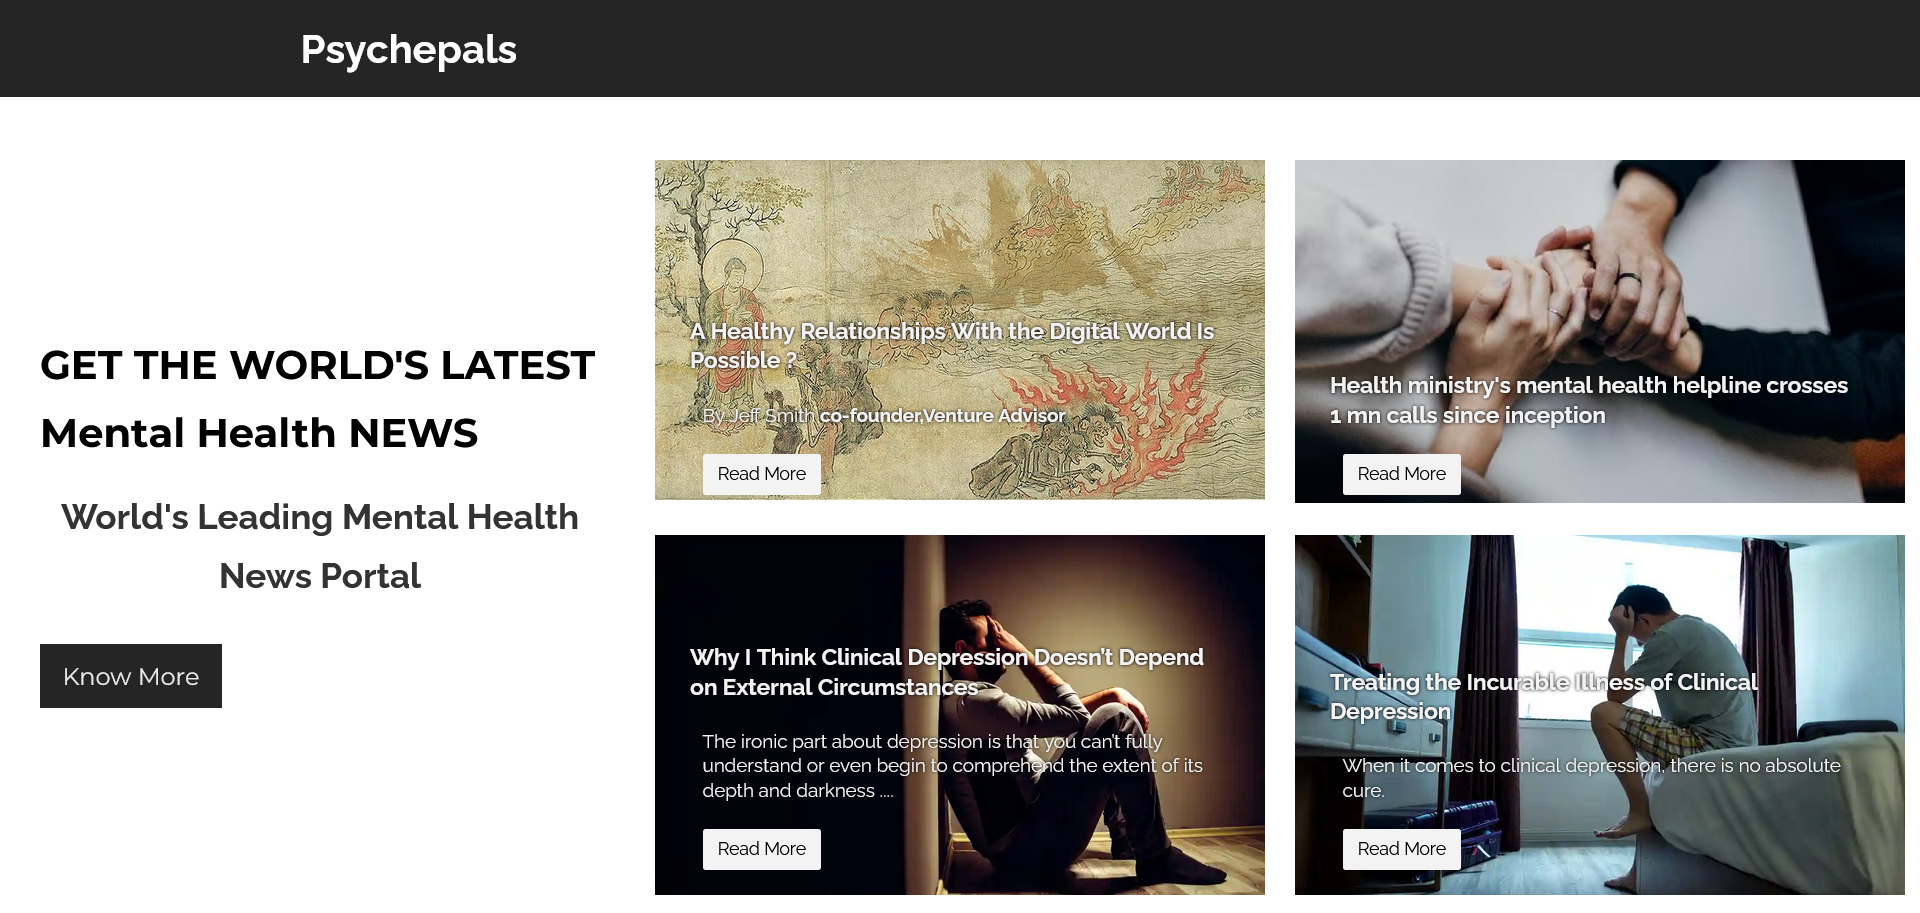 Psychepals
GET THE WORLD'S LATEST
Mental Health NEWS
World's Leading Mental Health
News Portal
Know More
A Healthy Relationships With the Digital World Is
Possible ?
By Jeff Smith co-founder,Venture Advisor
Read More
Health ministry's mental health helpline crosses
1 mn calls since inception
Read More
Why I Think Clinical Depression Doesn’t Depend
on External Circumstances
The ironic part about depression is that you can’t fully
understand or even begin to comprehend the extent of its
depth and darkness ....
Read More
Treating the Incurable Illness of Clinical
Depression
When it comes to clinical depression, there is no absolute
cure.
Read More